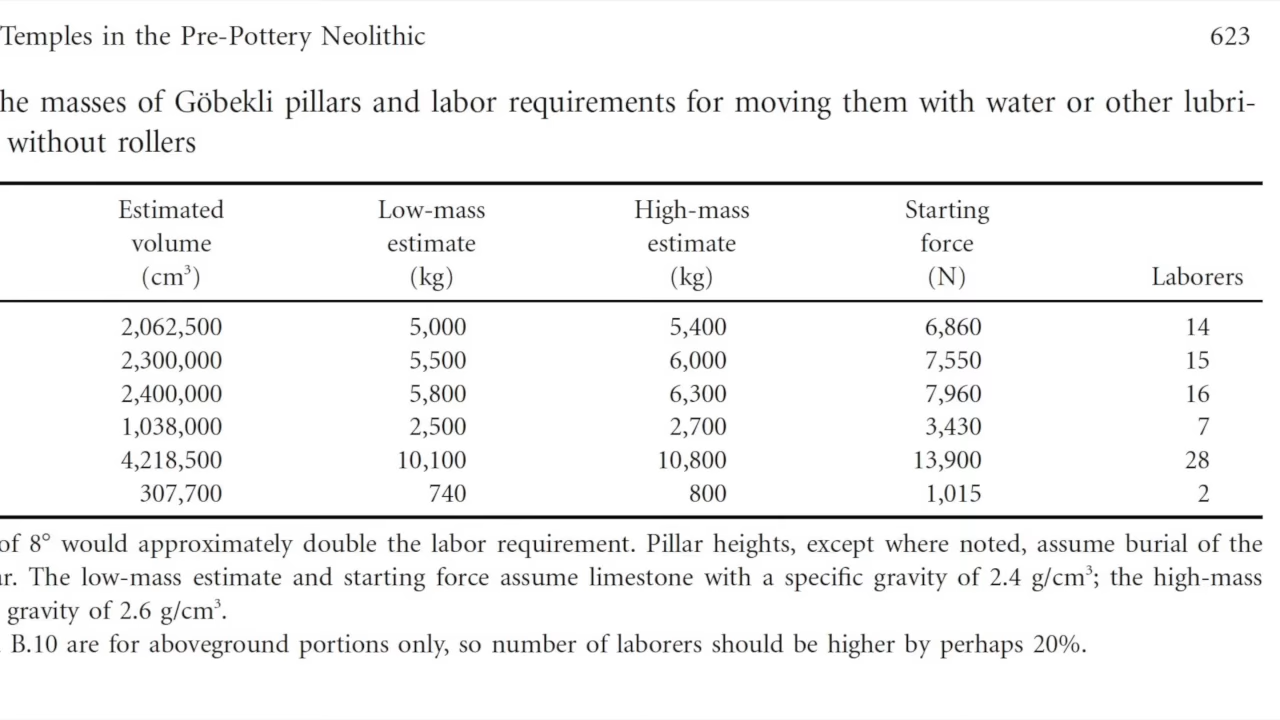 Temples in the Pre-Pottery Neolithic 623
he masses of Göbekli pillars and labor requirements for moving them with water or other lubri-
without rollers
Estimated Low-mass High-mass Starting
volume estimate estimate force
(cm³) (kg) (kg) (N) Laborers
2,062,500 5,000 5,400 6,860 14
2,300,000 5,500 6,000 7,550 15
2,400,000 5,800 6,300 7,960 16
1,038,000 2,500 2,700 3,430 7
4,218,500 10,100 10,800 13,900 28
307,700 740 800 1,015 2
of 8° would approximately double the labor requirement. Pillar heights, except where noted, assume burial of the
ar. The low-mass estimate and starting force assume limestone with a specific gravity of 2.4 g/cm³; the high-mass
gravity of 2.6 g/cm³.
B.10 are for aboveground portions only, so number of laborers should be higher by perhaps 20%.